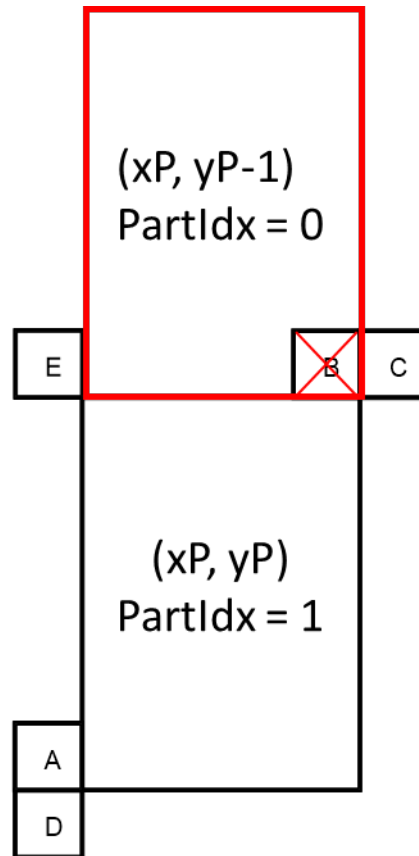 (xP, yP-1)
PartIdx = 0
E
B
C
(xP, yP)
PartIdx = 1
A
D